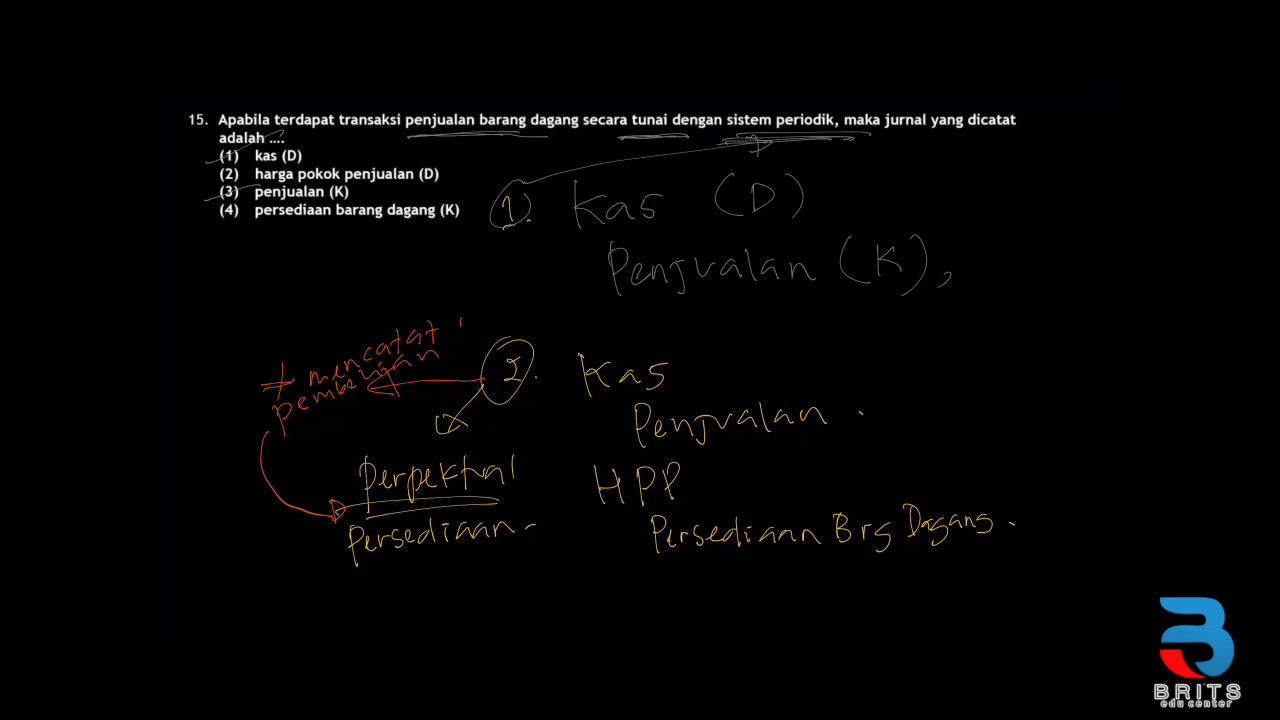 15. Apabila terdapat transaksi penjualan barang dagang secara tunai dengan sistem periodik, maka jurnal yang dicatat
adalah ....
(1) kas (D)
(2) harga pokok penjualan (D)
(3) penjualan (K)
(4) persediaan barang dagang (K)
1. Kas (D)
Penjualan (K),
≠ mencatat
pembelian
2. Kas
Penjualan.
Perpektual
HPP
Persediaan
Persediaan Brg Dagang.
BRITS
edu center